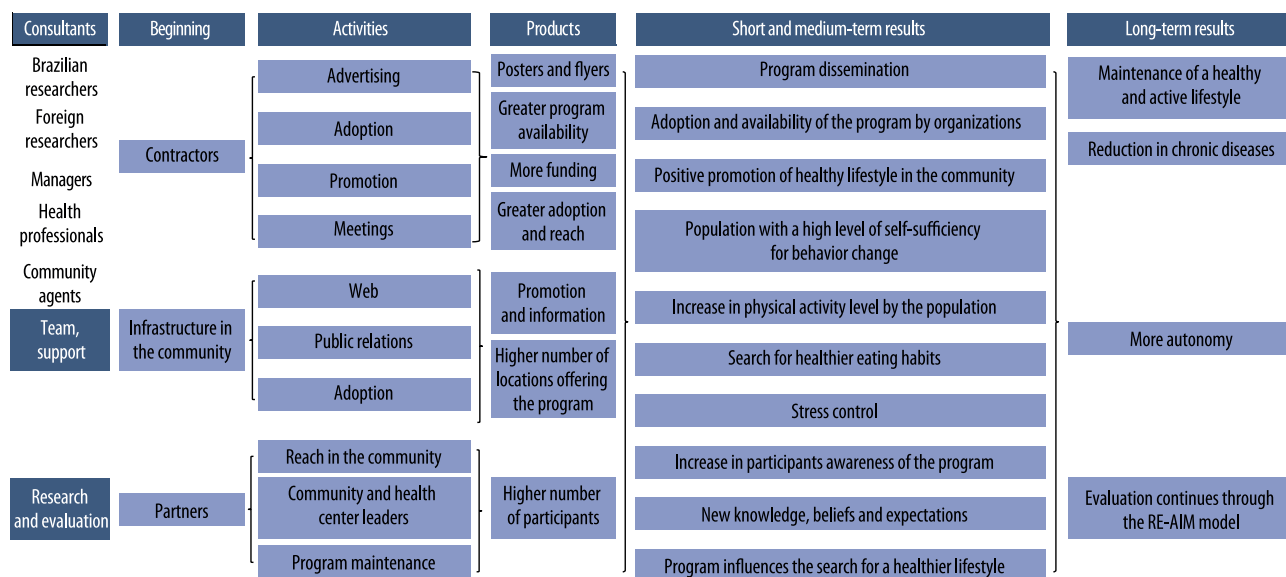 Consultants
Beginning
Activities
Products
Short and medium-term results
Long-term results
Brazilian
researchers
Foreign
researchers
Managers
Health
professionals
Community
agents
Team,
support
Research
and evaluation
Contractors
Infrastructure in
the community
Partners
Advertising
Adoption
Promotion
Meetings
Web
Public relations
Adoption
Reach in the community
Community and health
center leaders
Program maintenance
Posters and flyers
Greater program
availability
More funding
Greater adoption
and reach
Promotion
and information
Higher number of
locations offering
the program
Higher number
of participants
Program dissemination
Adoption and availability of the program by organizations
Positive promotion of healthy lifestyle in the community
Population with a high level of self-sufficiency
for behavior change
Increase in physical activity level by the population
Search for healthier eating habits
Stress control
Increase in participants awareness of the program
New knowledge, beliefs and expectations
Program influences the search for a healthier lifestyle
Maintenance of a healthy
and active lifestyle
Reduction in chronic diseases
More autonomy
Evaluation continues through
the RE-AIM model